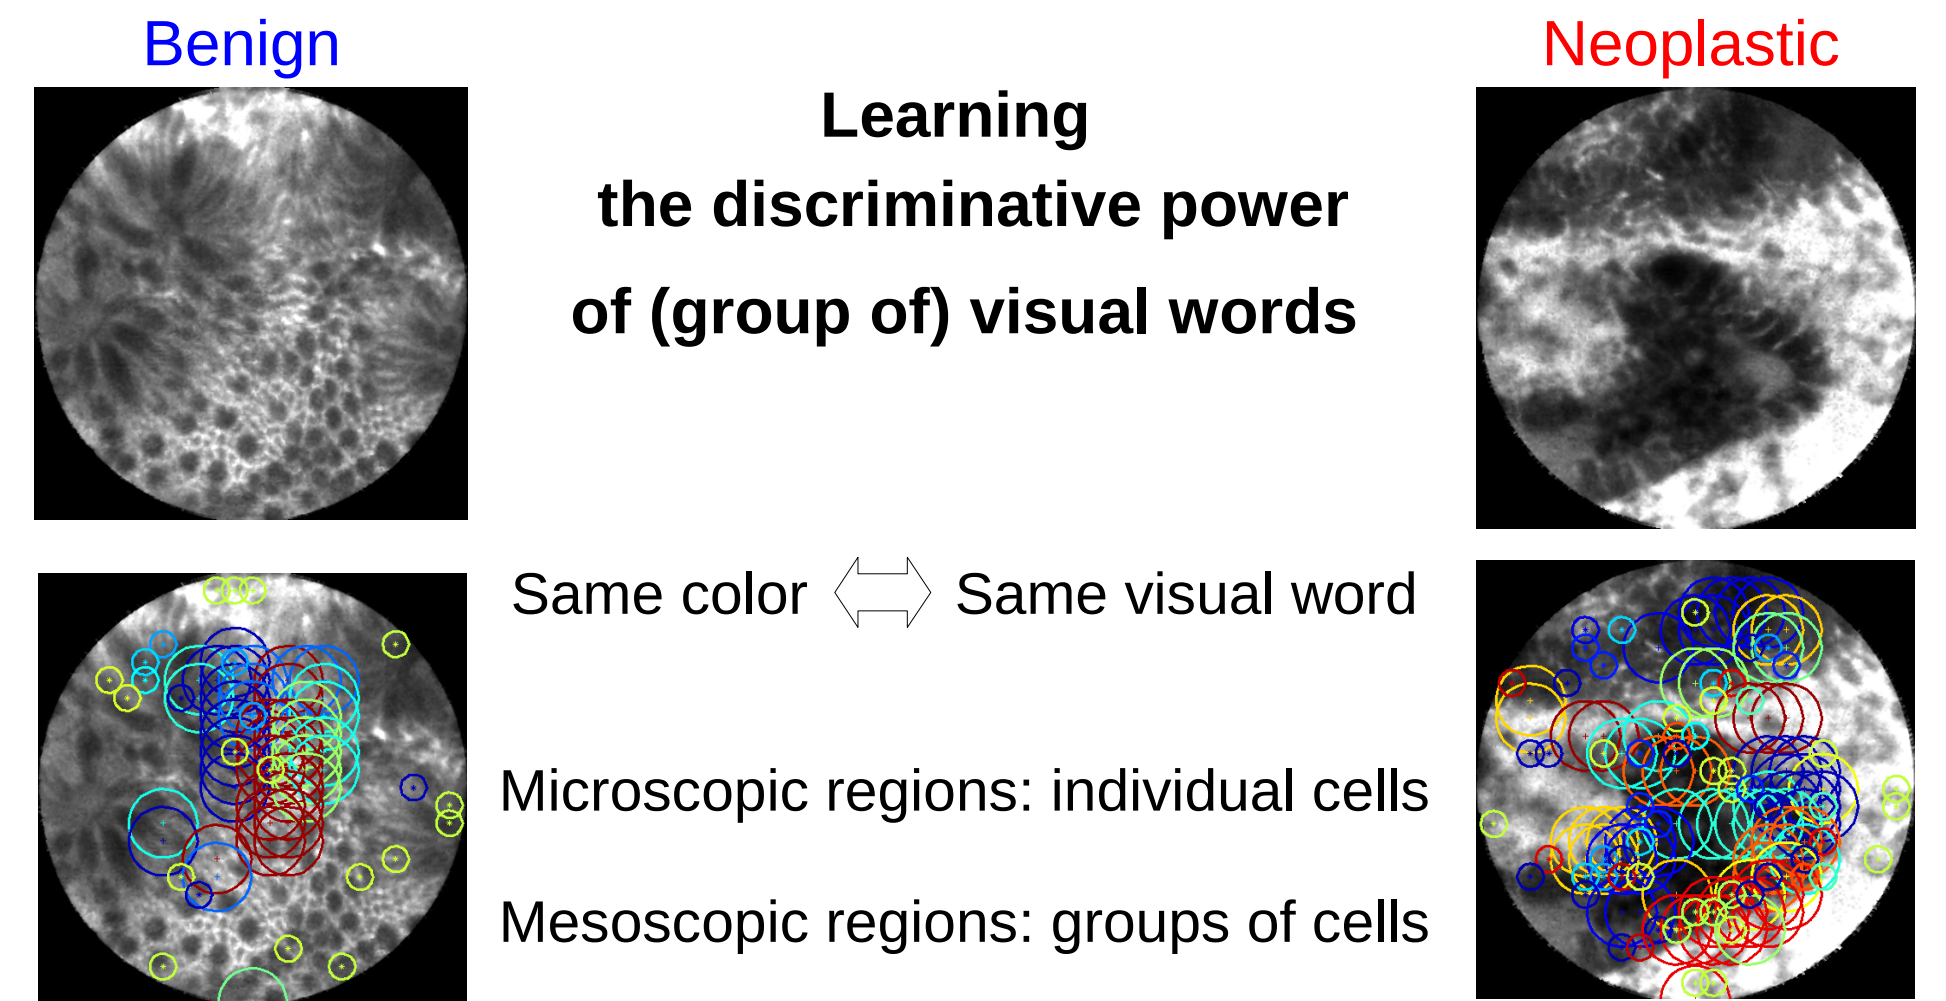 Benign
Neoplastic
Learning
the discriminative power
of (group of) visual words
Same color Same visual word
Microscopic regions: individual cells
Mesoscopic regions: groups of cells